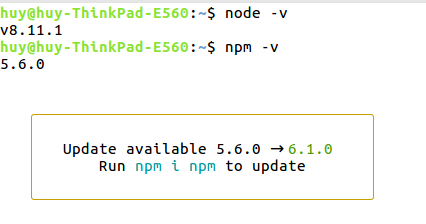 huy@huy-ThinkPad-E560:~$ node -v
v8.11.1
huy@huy-ThinkPad-E560:~$ npm -v
5.6.0
Update available 5.6.0 → 6.1.0
Run npm i npm to update